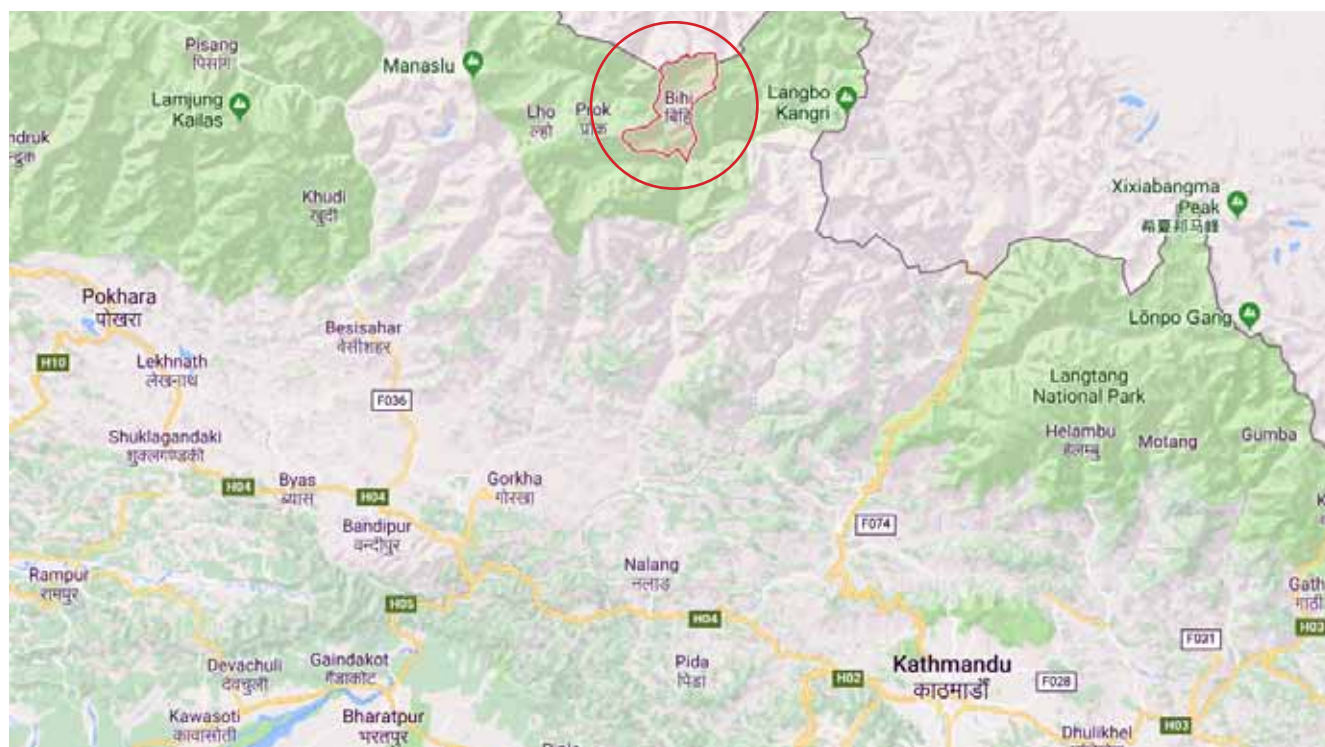 Pisang
पिसाङ
Manaslu
Lamjung
Kailas
Lho
ल्हो
Prok
प्रोक
Bihi
बिहि
Langbo
Kangri
ndruk
न्द्रुक
Khudi
खुदी
Xixiabangma
Peak
希夏邦马峰
Pokhara
पोखरा
Besisahar
बेसीशहर
Lönpo Gang
H10
Lekhnath
लेखनाथ
F036
Langtang
National Park
Shuklagandaki
शुक्लगण्डकी
Helambu
हेलम्बु
Motang
Gumba
Byas
ब्यास
H04
H04
Gorkha
गोरखा
Bandipur
बन्दीपुर
F074
Nalang
नलाङ
Rampur
रामपुर
H05
H04
Gath
गाठी
H03
F021
Devachuli
देवचुली
Gaindakot
गैंडाकोट
Pida
पिडा
H02
Kathmandu
काठमाडौँ
F028
Kawasoti
कावासोती
Bharatpur
भरतपुर
Dhulikhel
H03